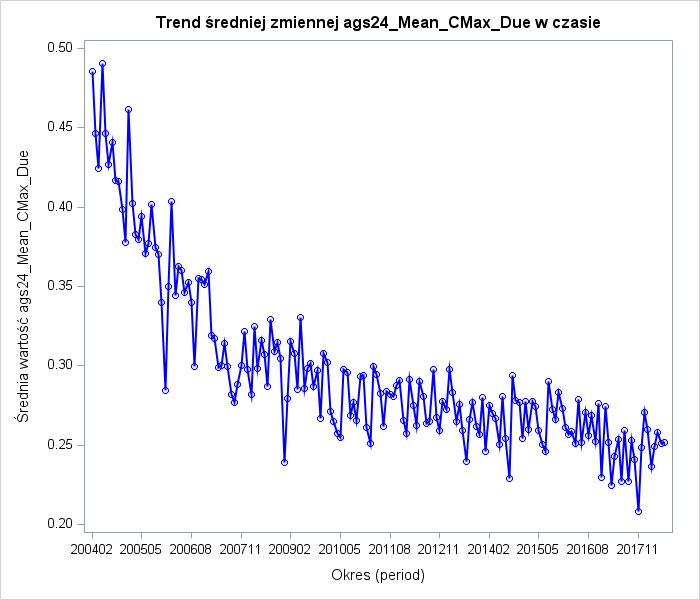 Trend średniej zmiennej ags24_Mean_CMax_Due w czasie
Średnia wartość ags24_Mean_CMax_Due
0.50
0.45
0.40
0.35
0.30
0.25
0.20
200402 200505 200608 200711 200902 201005 201108 201211 201402 201505 201608 201711
Okres (period)